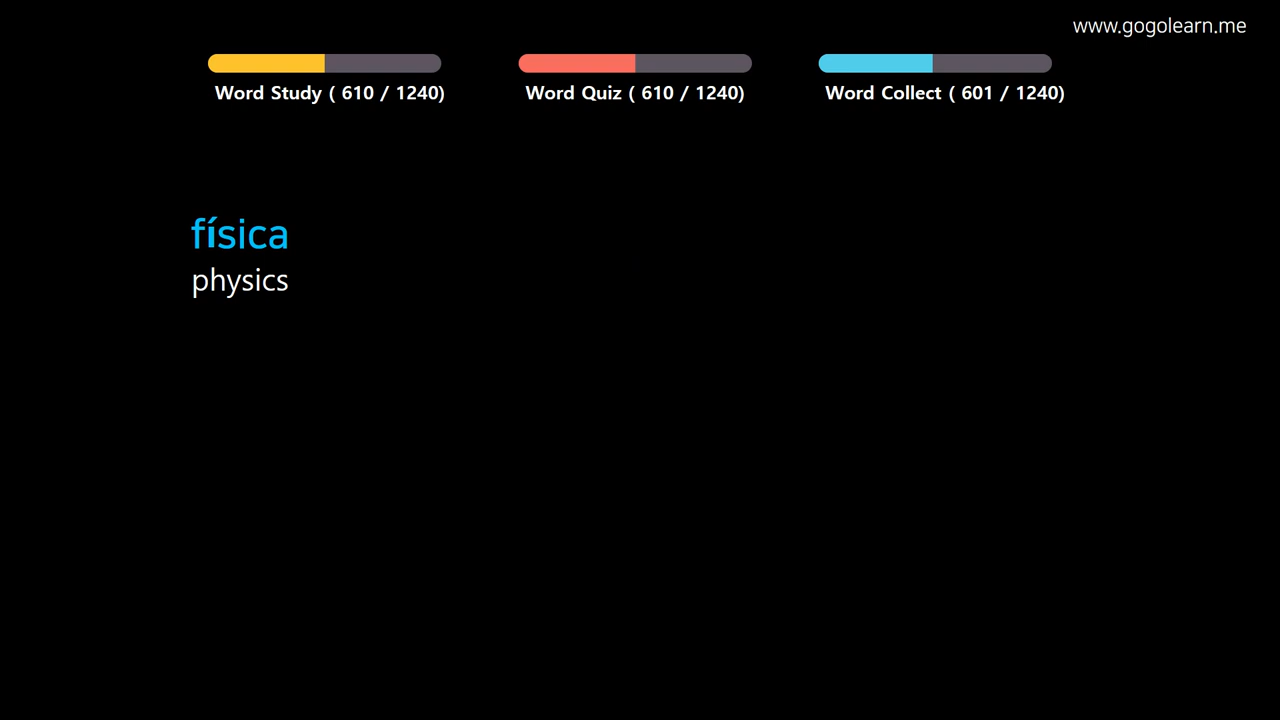 www.gogolearn.me
Word Study ( 610 / 1240)
Word Quiz ( 610 / 1240)
Word Collect ( 601 / 1240)
física
physics